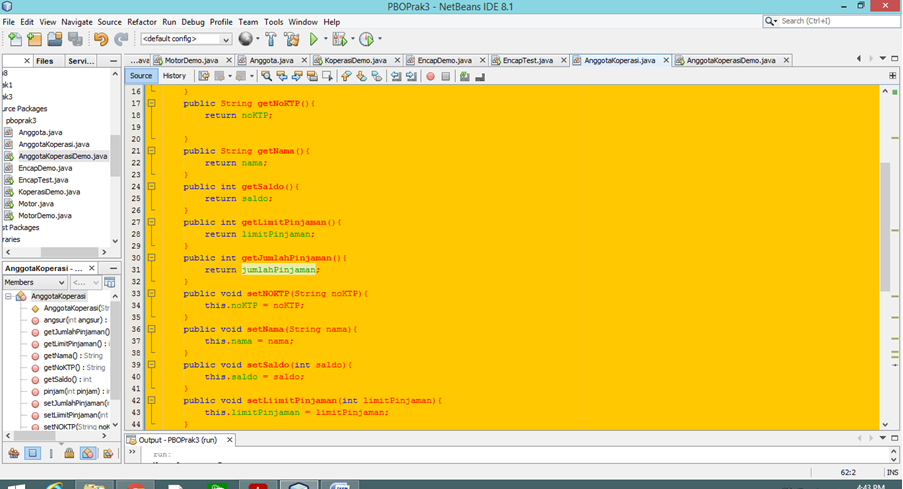 PBOPrak3 - NetBeans IDE 8.1
File Edit View Navigate Source Refactor Run Debug Profile Team Tools Window Help
Search (Ctrl+I)
<default config>
...ava MotorDemo.java Anggota.java KoperasiDemo.java EncapDemo.java EncapTest.java AnggotaKoperasi.java AnggotaKoperasiDemo.java
Files Servi...
Source History
ak1
ak3
urce Packages
pboprak3
Anggota.java
AnggotaKoperasi.java
AnggotaKoperasiDemo.java
EncapDemo.java
EncapTest.java
KoperasiDemo.java
Motor.java
MotorDemo.java
st Packages
raries
AnggotaKoperasi - ...
Members <...
AnggotaKoperasi
AnggotaKoperasi(Str
angsur(int angsur) :
getJumlahPinjaman()
getLimitPinjaman() : i
getNama() : String
getNoKTP() : String
getSaldo() : int
pinjam(int pinjam) : i
setJumlahPinjaman(in
setLiimitPinjaman(int
setNOKTP(String noK
16 }
17 public String getNoKTP(){
18 return noKTP;
19
20 }
21 public String getNama(){
22 return nama;
23 }
24 public int getSaldo(){
25 return saldo;
26 }
27 public int getLimitPinjaman(){
28 return limitPinjaman;
29 }
30 public int getJumlahPinjaman(){
31 return jumlahPinjaman;
32 }
33 public void setNOKTP(String noKTP){
34 this.noKTP = noKTP;
35 }
36 public void setNama(String nama){
37 this.nama = nama;
38 }
39 public void setSaldo(int saldo){
40 this.saldo = saldo;
41 }
42 public void setLiimitPinjaman(int limitPinjaman){
43 this.limitPinjaman = limitPinjaman;
44 }
Output - PBOPrak3 (run)
run:
62:2 INS
4:43 PM